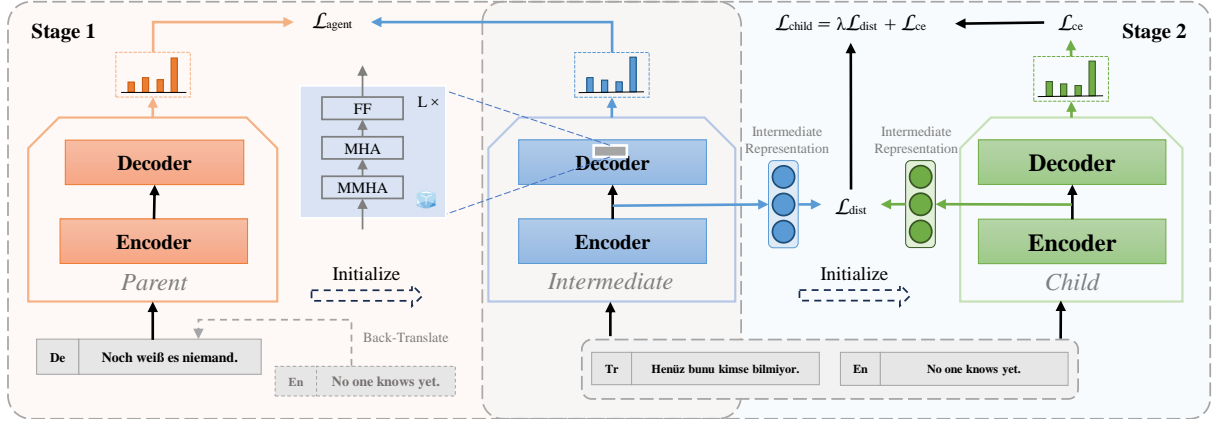 Stage 1
ℒagent
ℒchild = λℒdist + ℒce
ℒce
Stage 2
L ×
FF
MHA
MMHA
Decoder
Encoder
Parent
Initialize
Decoder
Encoder
Intermediate
Intermediate
Representation
ℒdist
Intermediate
Representation
Initialize
Decoder
Encoder
Child
Back-Translate
De
Noch weiß es niemand.
En
No one knows yet.
Tr
Henüz bunu kimse bilmiyor.
En
No one knows yet.